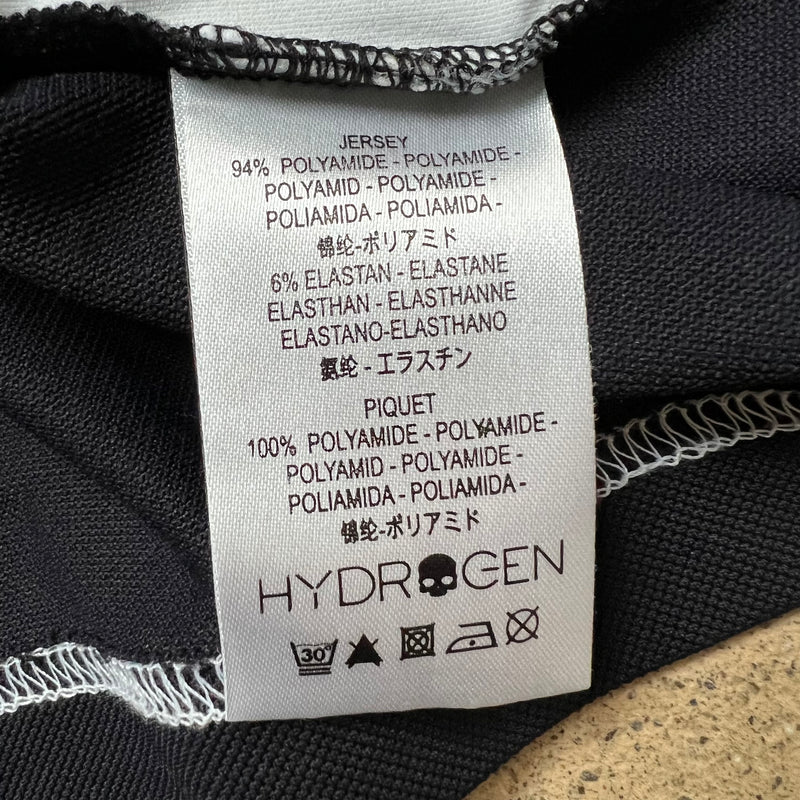 JERSEY
94% POLYAMIDE - POLYAMIDE -
POLYAMID - POLYAMIDE -
POLIAMIDA - POLIAMIDA -
锦纶-ポリアミド
6% ELASTAN - ELASTANE
ELASTHAN - ELASTHANNE
ELASTANO-ELASTHANO
氨纶 - エラスチン
PIQUET
100% POLYAMIDE - POLYAMIDE -
POLYAMID - POLYAMIDE -
POLIAMIDA - POLIAMIDA -
锦纶-ポリアミド
HYDROGEN
30°